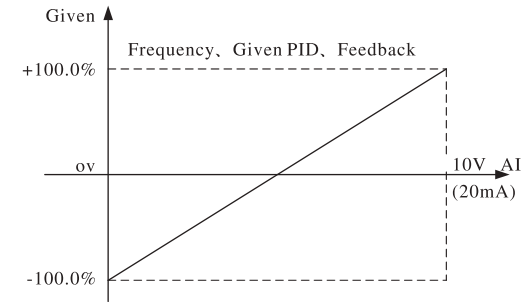 Given
Frequency、Given PID、Feedback
+100.0%
ov
10V AI
(20mA)
-100.0%